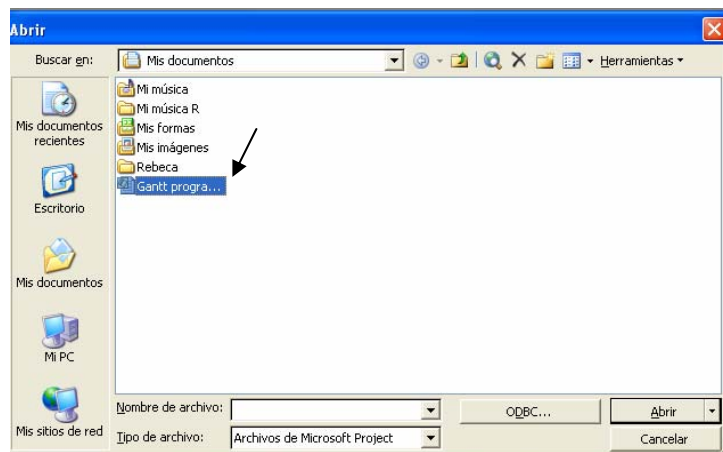 Abrir
Buscar en:
Mis documentos
Herramientas
Mis documentos
recientes
Escritorio
Mis documentos
Mi PC
Mis sitios de red
Mi música
Mi música R
Mis formas
Mis imágenes
Rebeca
Gantt progra...
Nombre de archivo:
ODBC...
Abrir
Tipo de archivo:
Archivos de Microsoft Project
Cancelar